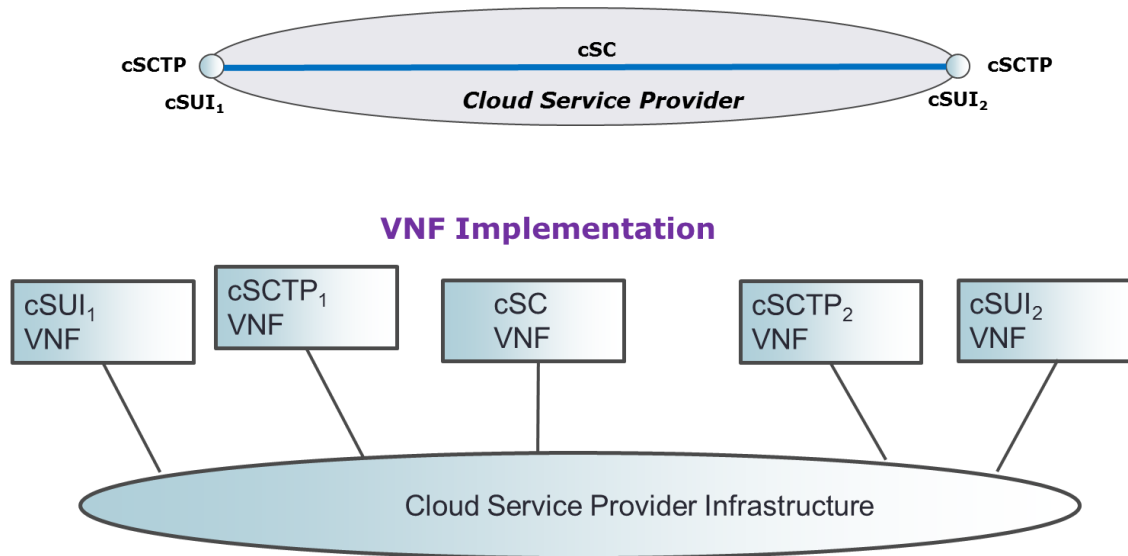 cSC
cSCTP
cSCTP
cSUI₁
Cloud Service Provider
cSUI₂
VNF Implementation
cSUI₁
VNF
cSCTP₁
VNF
cSC
VNF
cSCTP₂
VNF
cSUI₂
VNF
Cloud Service Provider Infrastructure